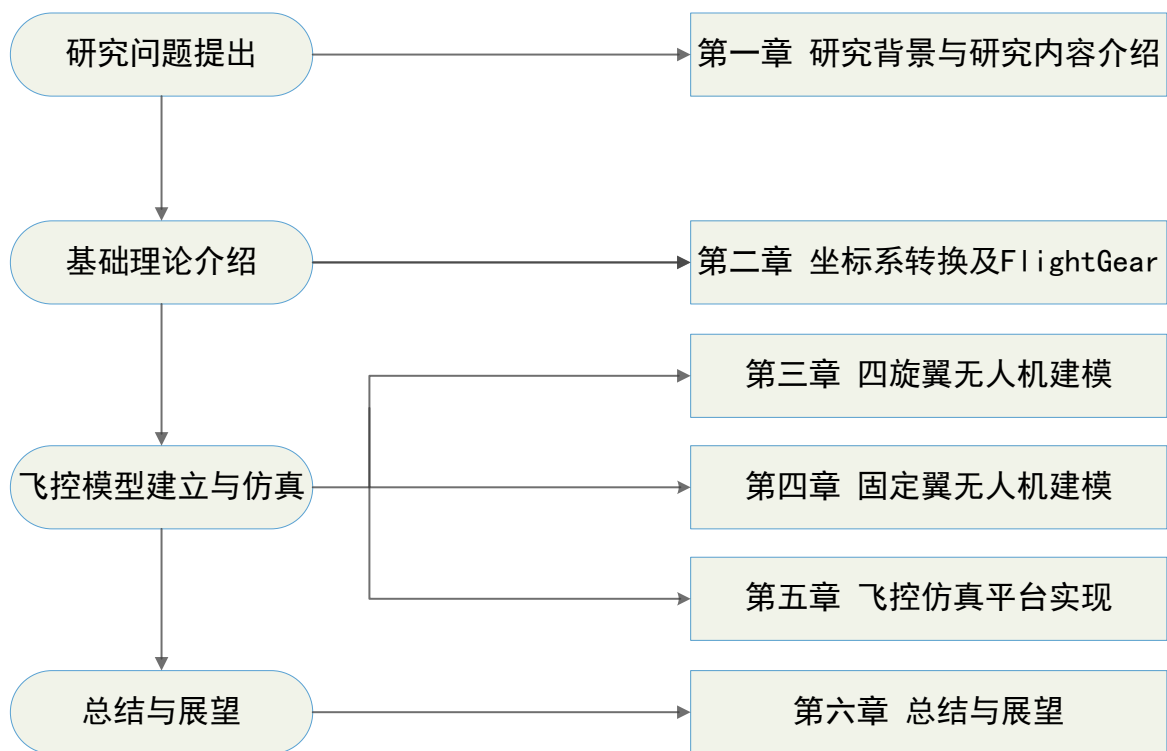 研究问题提出
第一章 研究背景与研究内容介绍
基础理论介绍
第二章 坐标系转换及FlightGear
第三章 四旋翼无人机建模
飞控模型建立与仿真
第四章 固定翼无人机建模
第五章 飞控仿真平台实现
总结与展望
第六章 总结与展望